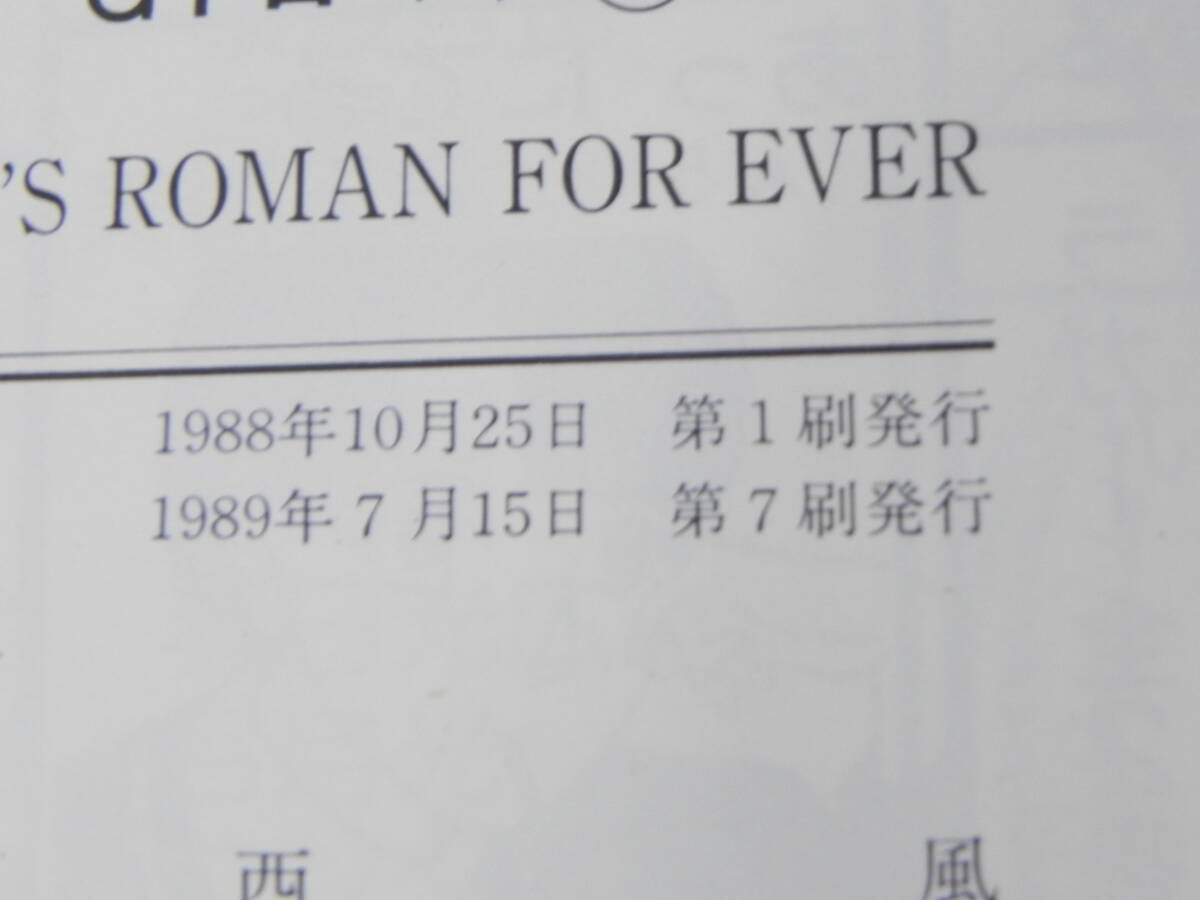 'S ROMAN FOR EVER
1988年10月25日 第1刷発行
1989年7月15日 第7刷発行
西 風